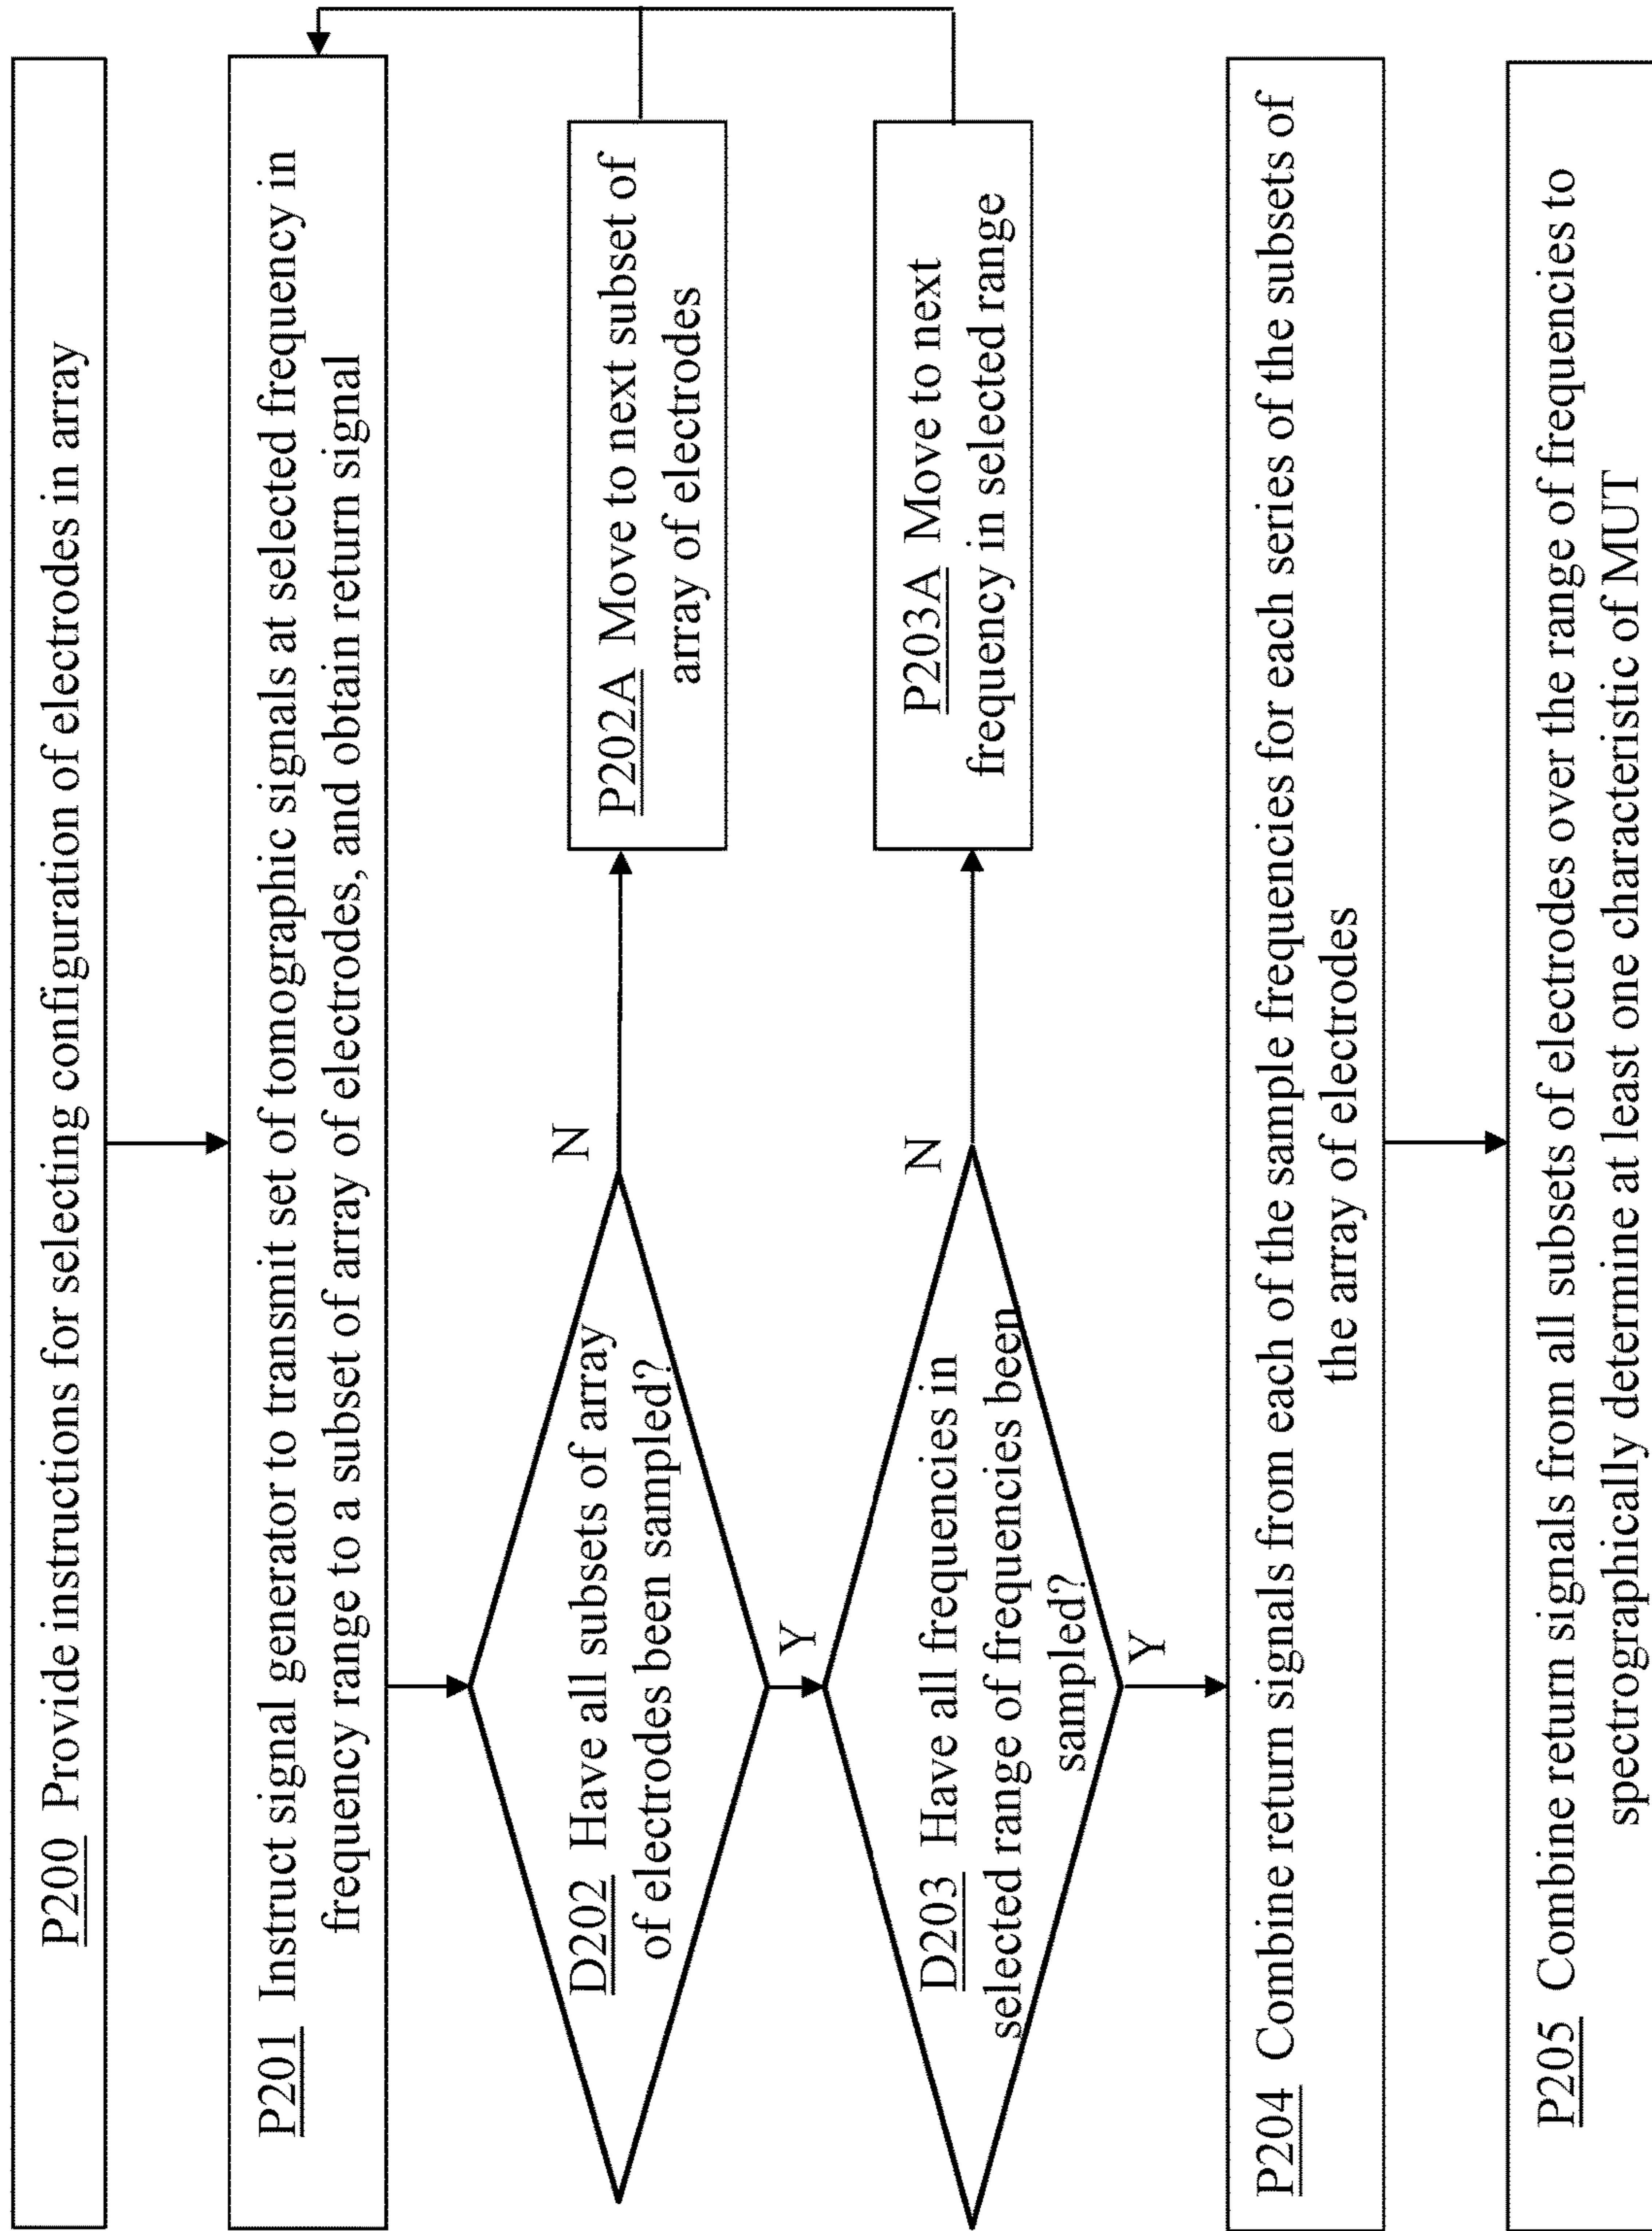 P200 Provide instructions for selecting configuration of electrodes in array
P201 Instruct signal generator to transmit set of tomographic signals at selected frequency in
frequency range to a subset of array of electrodes, and obtain return signal
D202 Have all subsets of array
of electrodes been sampled?
N
P202A Move to next subset of
array of electrodes
Y
D203 Have all frequencies in
selected range of frequencies been
sampled?
N
P203A Move to next
frequency in selected range
Y
P204 Combine return signals from each of the sample frequencies for each series of the subsets of
the array of electrodes
P205 Combine return signals from all subsets of electrodes over the range of frequencies to
spectrographically determine at least one characteristic of MUT